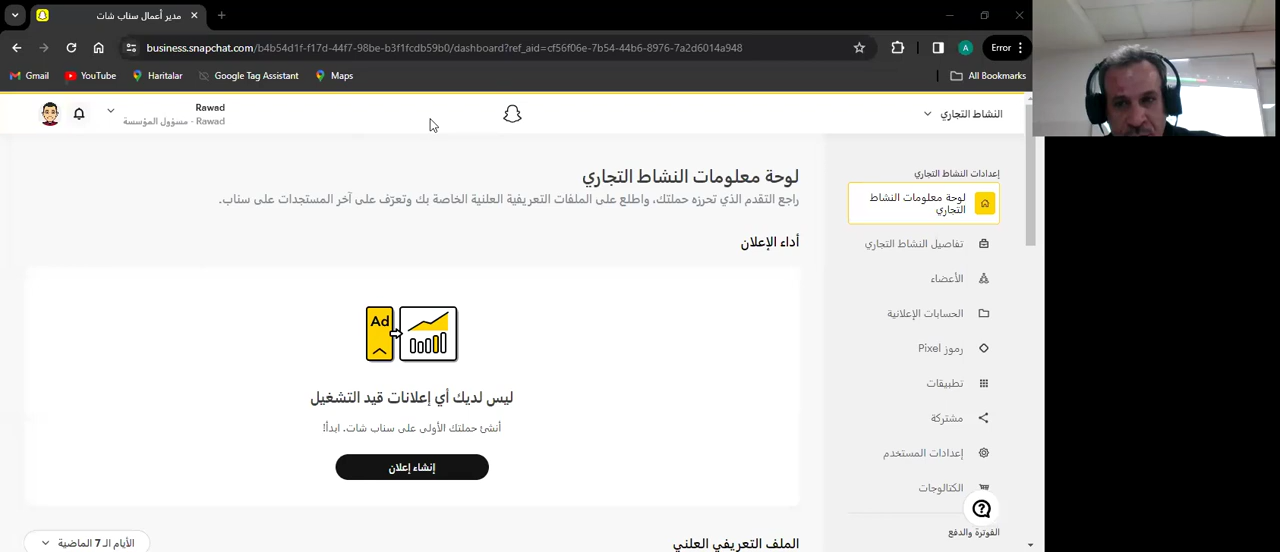 مدير أعمال سناب شات
business.snapchat.com/b4b54d1f-f17d-44f7-98be-b3f1fcdb59b0/dashboard?ref_aid=cf56f06e-7b54-44b6-8976-7a2d6014a948
A
Error
Gmail
YouTube
Haritalar
Google Tag Assistant
Maps
All Bookmarks
النشاط التجاري
Rawad
Rawad - مسؤول المؤسسة
إعدادات النشاط التجاري
لوحة معلومات النشاط
التجاري
تفاصيل النشاط التجاري
الأعضاء
الحسابات الإعلانية
رموز Pixel
تطبيقات
مشتركة
إعدادات المستخدم
الكتالوجات
الفوترة والدفع
لوحة معلومات النشاط التجاري
راجع التقدم الذي تحرزه حملتك، واطلع على الملفات التعريفية العلنية الخاصة بك وتعرّف على آخر المستجدات على سناب.
أداء الإعلان
Ad
ليس لديك أي إعلانات قيد التشغيل
أنشئ حملتك الأولى على سناب شات. ابدأ!
إنشاء إعلان
الملف التعريفي العلني
الأيام الـ 7 الماضية